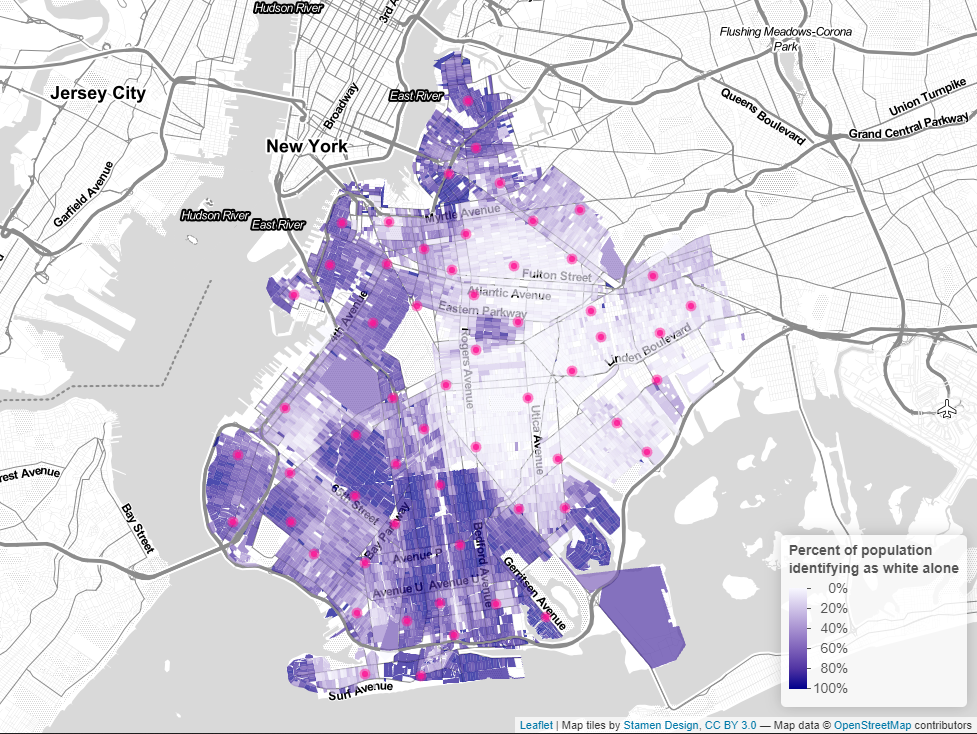 Hudson River
3rd A
Flushing Meadows-Corona
Park
Jersey City
East River
Broadway
Queens Boulevard
Union Turnpike
Grand Central Parkway
New York
Garfield Avenue
Hudson River
East River
Myrtle Avenue
Fulton Street
Atlantic Avenue
Eastern Parkway
4th Avenue
Rogers Avenue
Linden Boulevard
Utica Avenue
rest Avenue
Bay Street
65th Street
Bay Parkway
Avenue P
Bedford Avenue
Avenue U
Avenue U
Gerritsen Avenue
Surf Avenue
Percent of population
identifying as white alone
0%
20%
40%
60%
80%
100%
Leaflet | Map tiles by Stamen Design, CC BY 3.0 — Map data © OpenStreetMap contributors